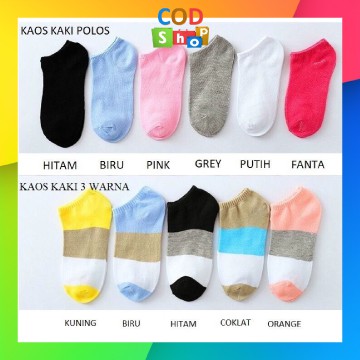 COD
Shop
KAOS KAKI POLOS
HITAM BIRU PINK GREY PUTIH FANTA
KAOS KAKI 3 WARNA
KUNING BIRU HITAM COKLAT ORANGE